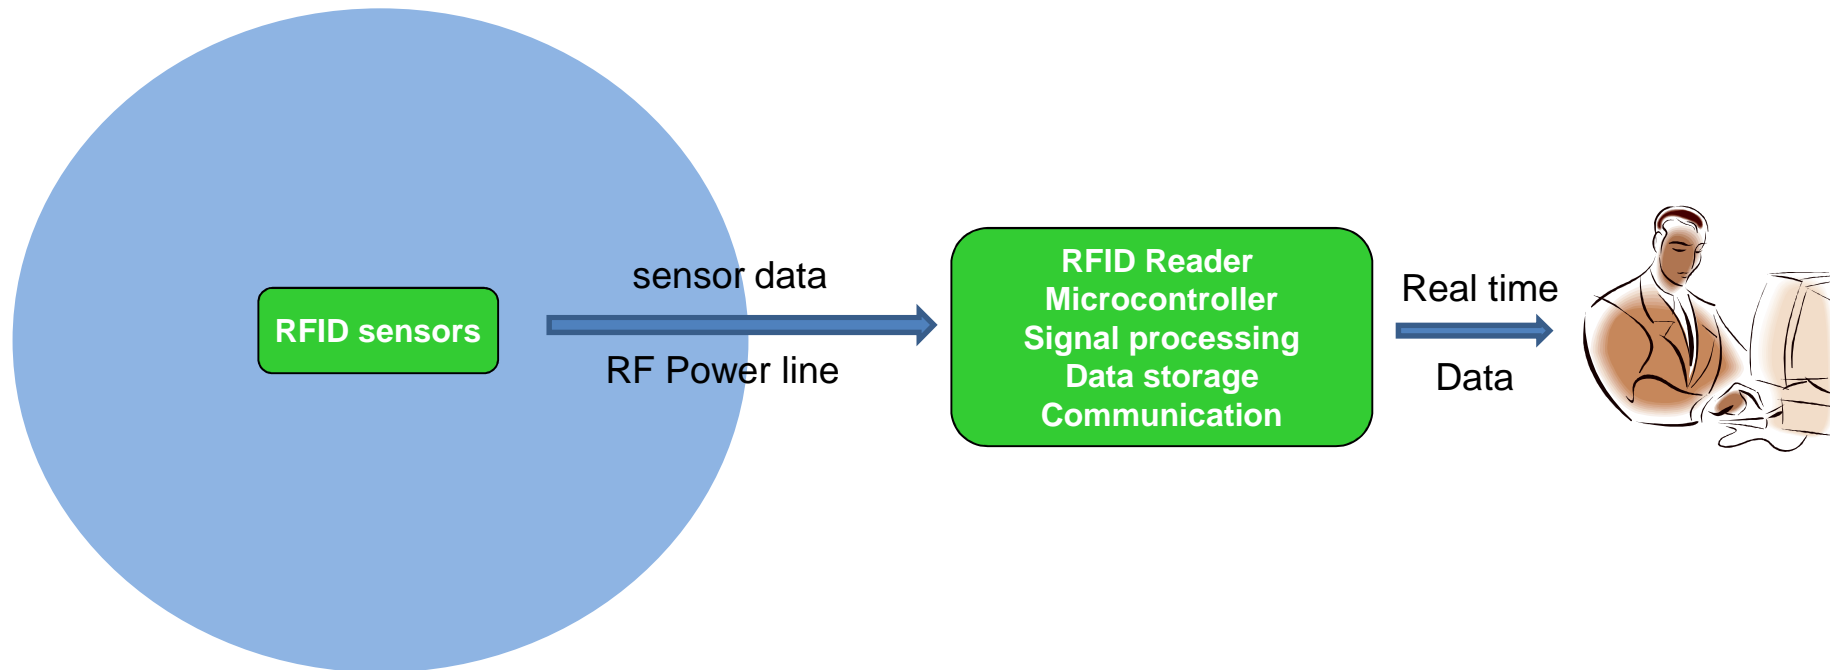 RFID sensors
sensor data
RF Power line
RFID Reader
Microcontroller
Signal processing
Data storage
Communication
Real time
Data